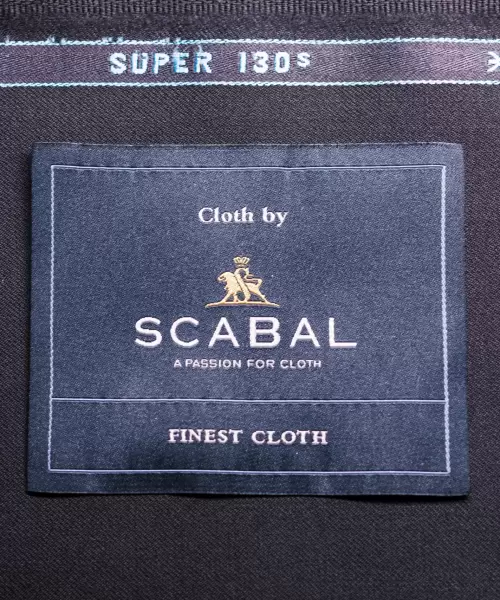 SUPER 130s
Cloth by
SCABAL
A PASSION FOR CLOTH
FINEST CLOTH